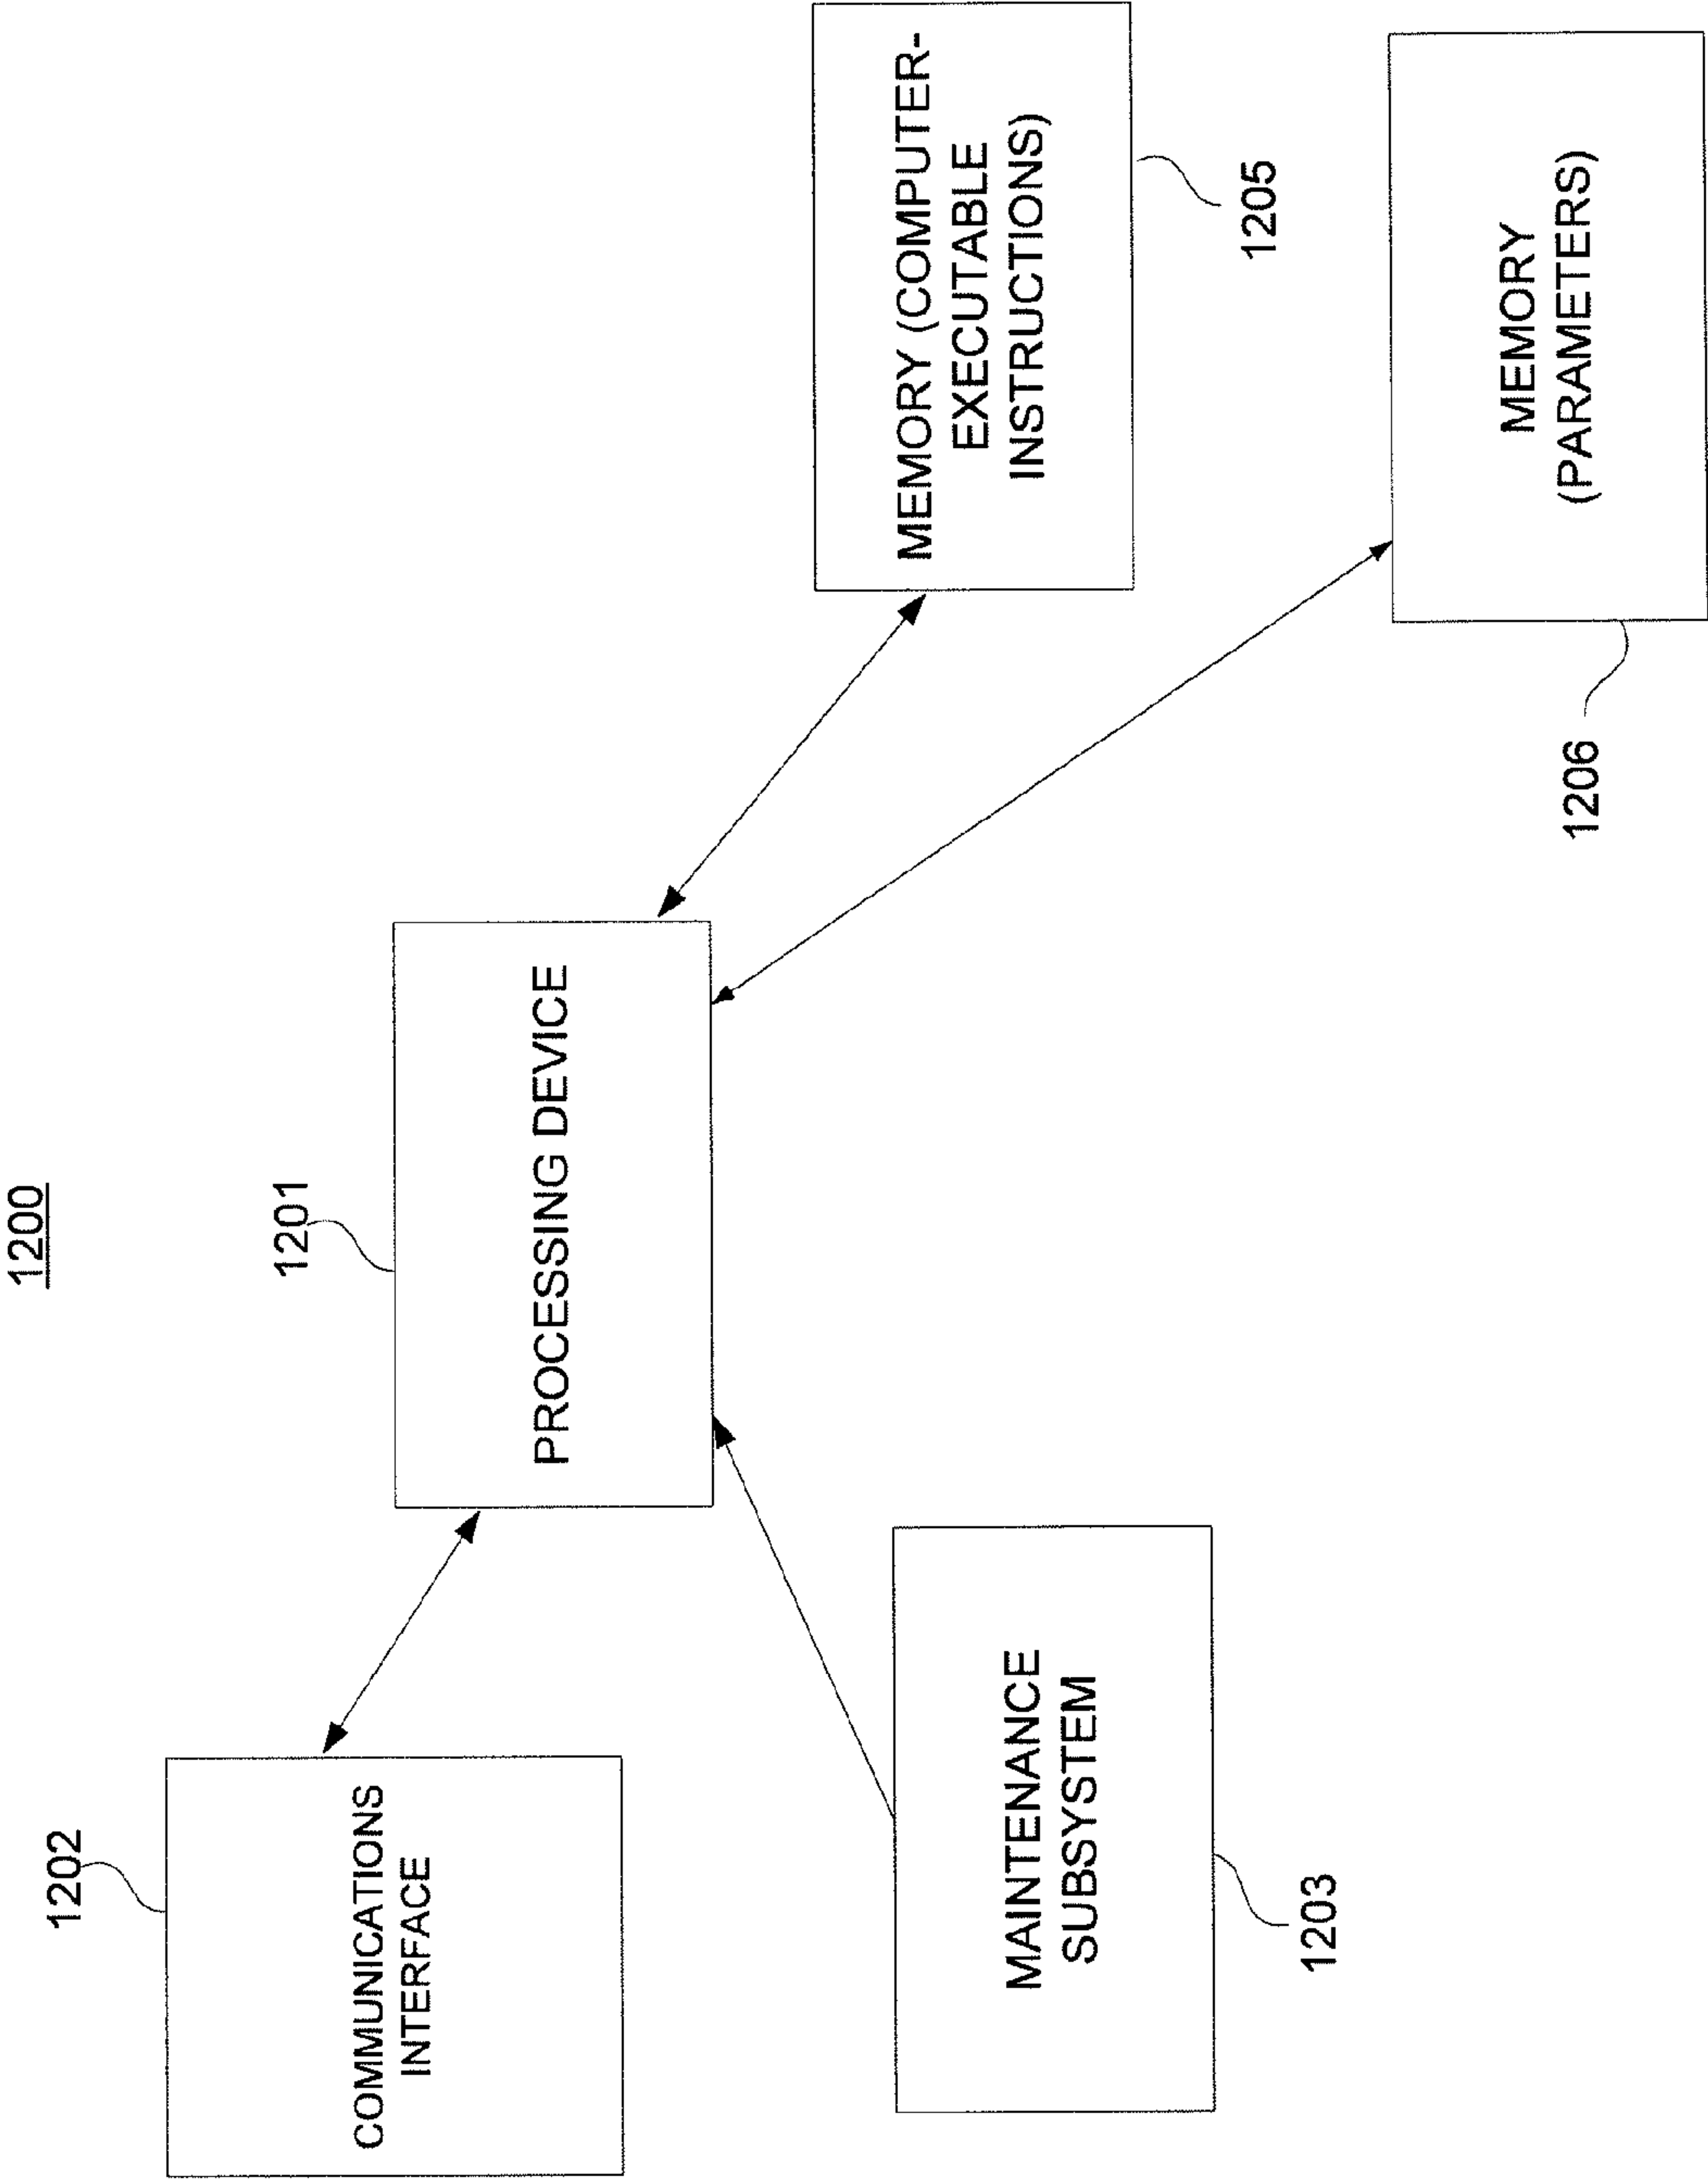 1200
1202
COMMUNICATIONS
INTERFACE
1201
PROCESSING DEVICE
MAINTENANCE
SUBSYSTEM
1203
MEMORY (COMPUTER-
EXECUTABLE
INSTRUCTIONS)
1205
MEMORY
(PARAMETERS)
1206